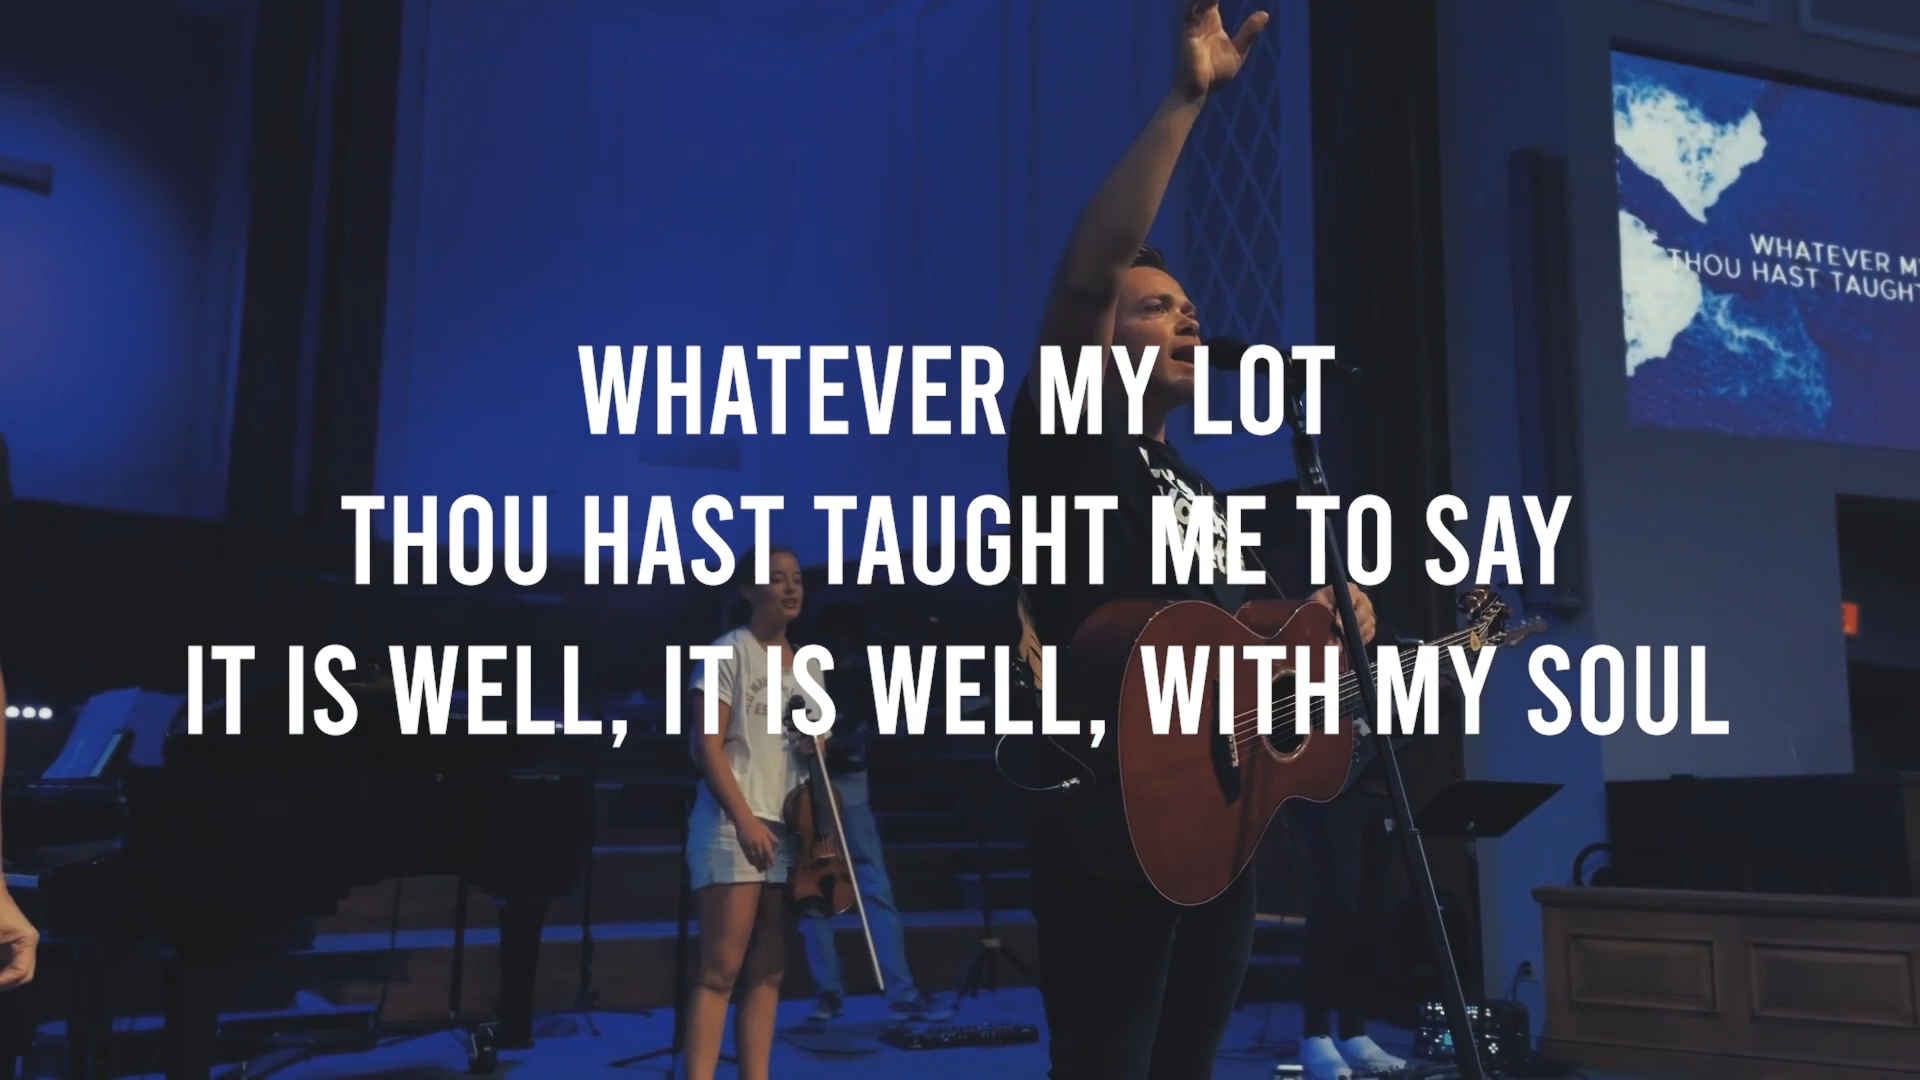 WHATEVER MY LOT
THOU HAST TAUGHT ME TO SAY
IT IS WELL, IT IS WELL, WITH MY SOUL
WHATEVER M
THOU HAST TAUGHT